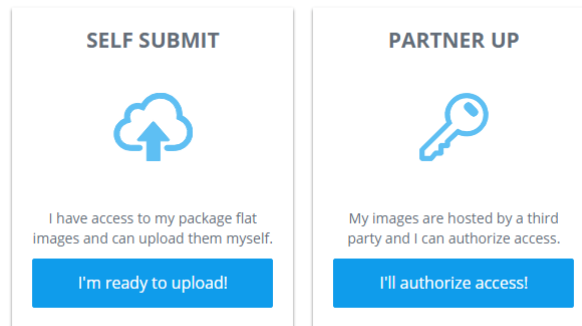 SELF SUBMIT
I have access to my package flat
images and can upload them myself.
I'm ready to upload!
PARTNER UP
My images are hosted by a third
party and I can authorize access.
I'll authorize access!